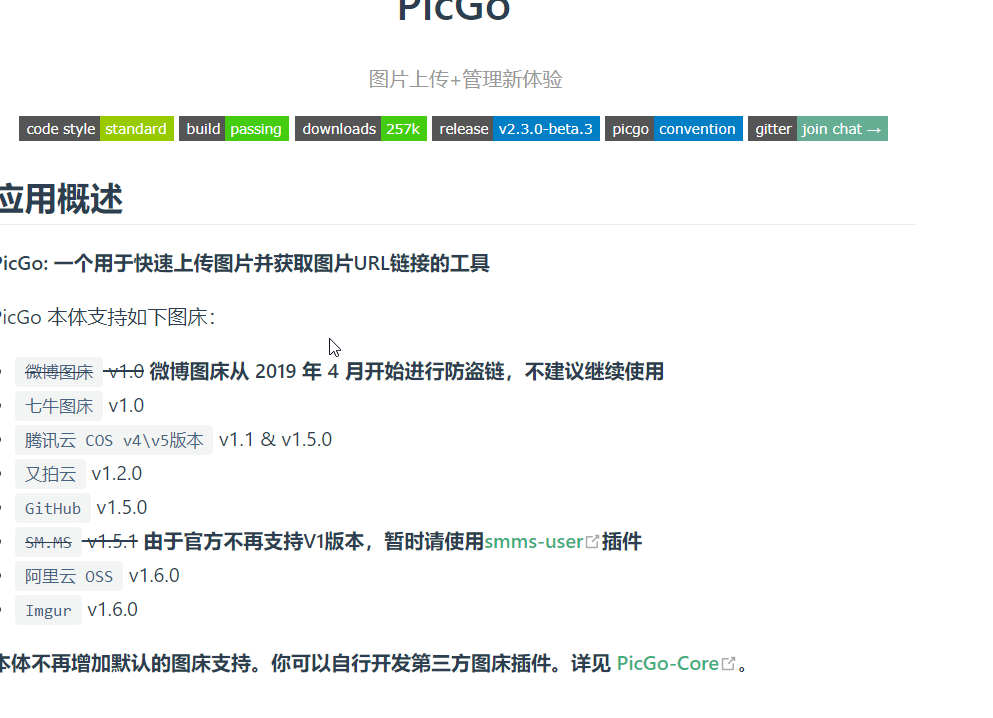 PicGo
图片上传+管理新体验
code style standard build passing downloads 257k release v2.3.0-beta.3 picgo convention gitter join chat →
应用概述
PicGo: 一个用于快速上传图片并获取图片URL链接的工具
PicGo 本体支持如下图床：
微博图床 v1.0 微博图床从 2019 年 4 月开始进行防盗链，不建议继续使用
七牛图床 v1.0
腾讯云 COS v4\v5版本 v1.1 & v1.5.0
又拍云 v1.2.0
GitHub v1.5.0
SM.MS v1.5.1 由于官方不再支持V1版本，暂时请使用smms-user插件
阿里云 OSS v1.6.0
Imgur v1.6.0
本体不再增加默认的图床支持。你可以自行开发第三方图床插件。详见 PicGo-Core。